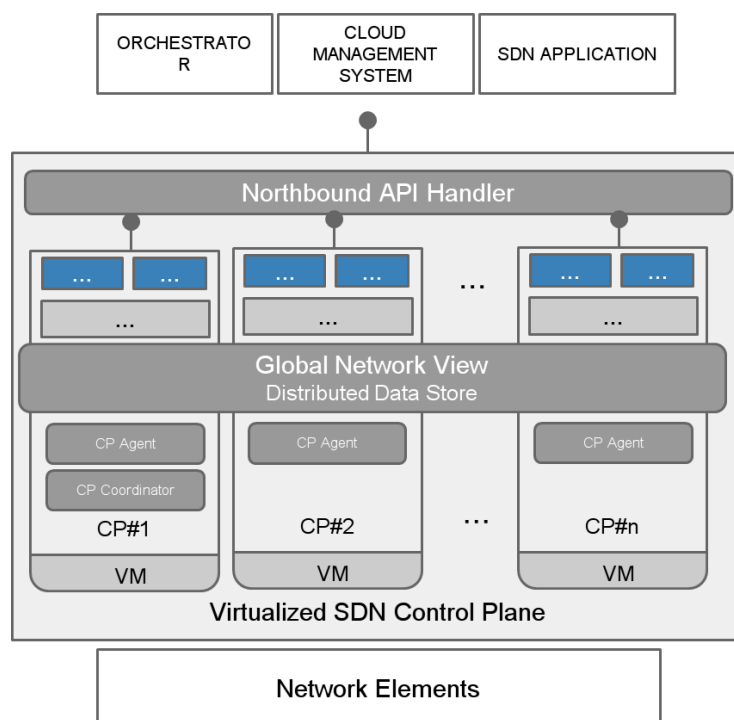 ORCHESTRATO
R
CLOUD
MANAGEMENT
SYSTEM
SDN APPLICATION
Northbound API Handler
... ... ... ... ... ... ...
... ... ...
Global Network View
Distributed Data Store
CP Agent CP Agent CP Agent
CP Coordinator
CP#1 CP#2 ... CP#n
VM VM VM
Virtualized SDN Control Plane
Network Elements